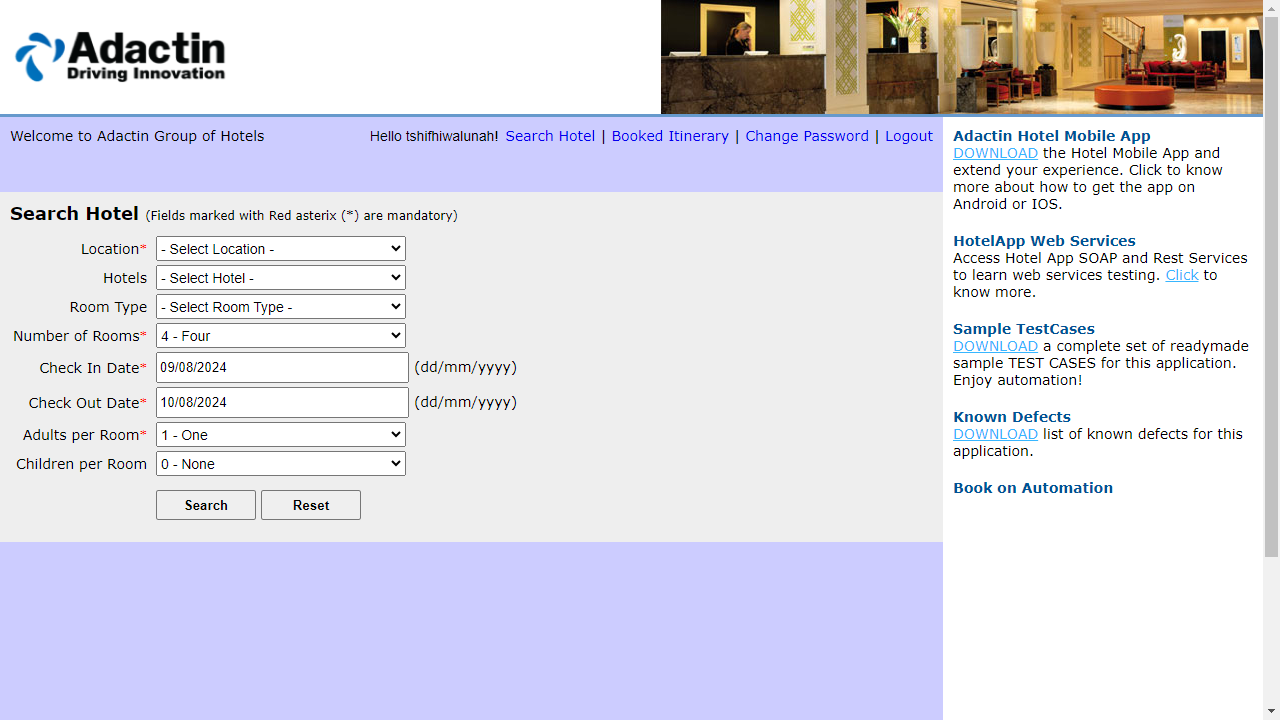 Adactin
Driving Innovation
Welcome to Adactin Group of Hotels
Hello tshifhiwalunah! Search Hotel | Booked Itinerary | Change Password | Logout
Search Hotel (Fields marked with Red asterix (*) are mandatory)
Location* - Select Location -
Hotels - Select Hotel -
Room Type - Select Room Type -
Number of Rooms* 4 - Four
Check In Date* 09/08/2024 (dd/mm/yyyy)
Check Out Date* 10/08/2024 (dd/mm/yyyy)
Adults per Room* 1 - One
Children per Room 0 - None
Search Reset
Adactin Hotel Mobile App
DOWNLOAD the Hotel Mobile App and
extend your experience. Click to know
more about how to get the app on
Android or IOS.
HotelApp Web Services
Access Hotel App SOAP and Rest Services
to learn web services testing. Click to
know more.
Sample TestCases
DOWNLOAD a complete set of readymade
sample TEST CASES for this application.
Enjoy automation!
Known Defects
DOWNLOAD list of known defects for this
application.
Book on Automation